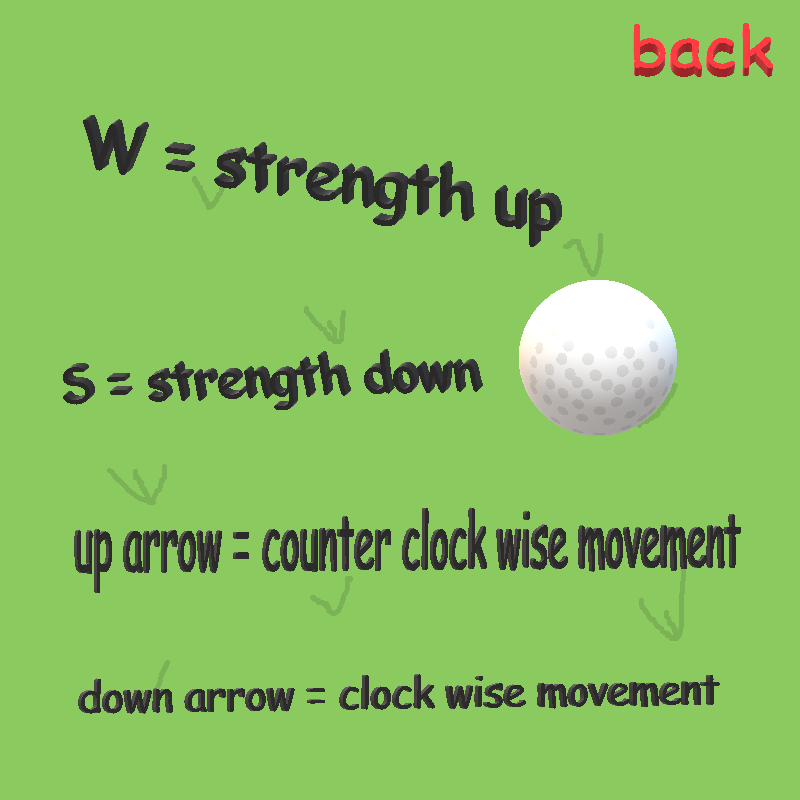 back
W = strength up
S = strength down
up arrow = counter clock wise movement
down arrow = clock wise movement